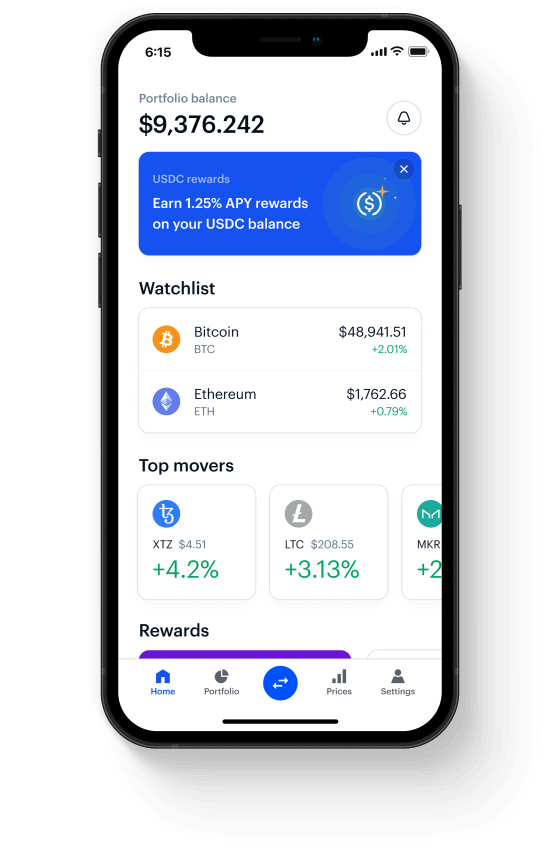 6:15
Portfolio balance
$9,376.242
USDC rewards
Earn 1.25% APY rewards
on your USDC balance
Watchlist
Bitcoin $48,941.51
BTC +2.01%
Ethereum $1,762.66
ETH +0.79%
Top movers
XTZ $4.51 LTC $208.55 MKR
+4.2% +3.13% +2
Rewards
Home Portfolio Prices Settings